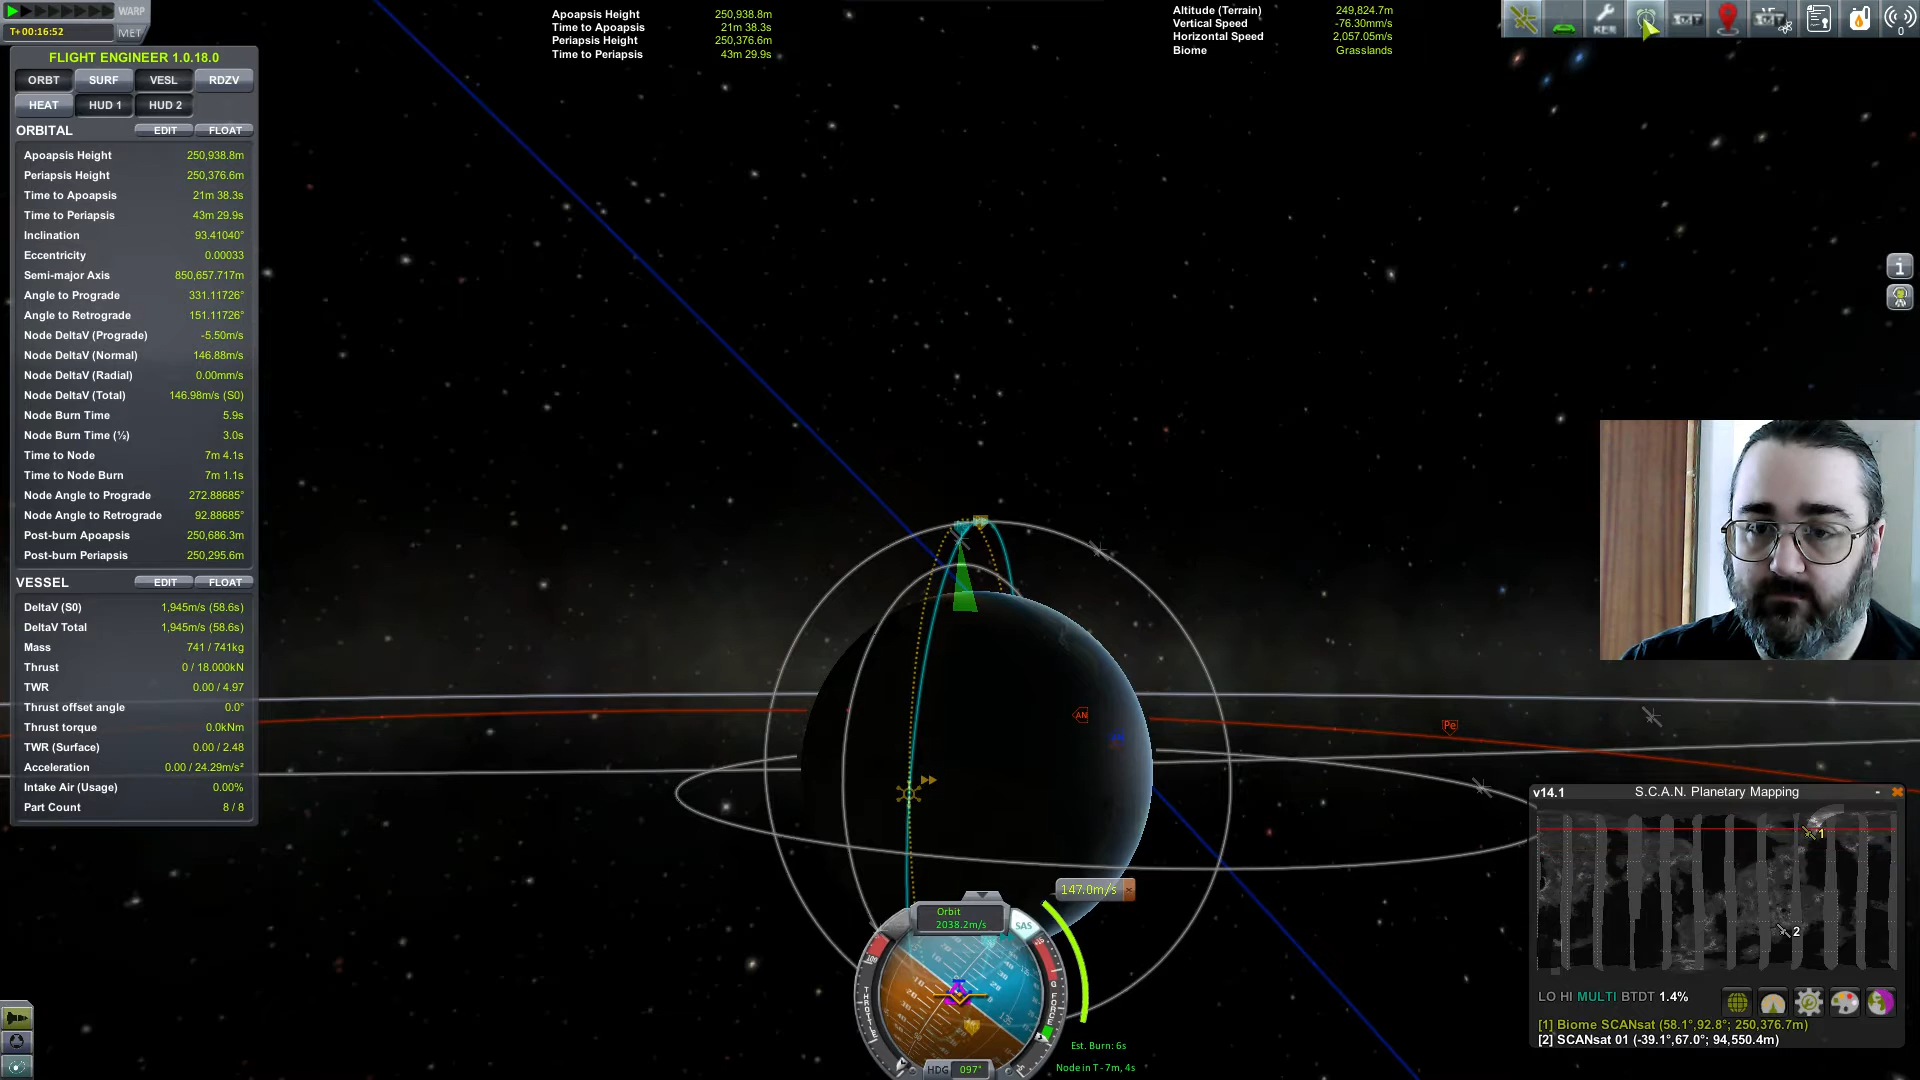 WARP
T+00:16:52
MET
Apoapsis Height 250,938.8m
Time to Apoapsis 21m 38.3s
Periapsis Height 250,376.6m
Time to Periapsis 43m 29.9s
Altitude (Terrain) 249,824.7m
Vertical Speed -76.30mm/s
Horizontal Speed 2,057.05m/s
Biome Grasslands
KER
0
FLIGHT ENGINEER 1.0.18.0
ORBT SURF VESL RDZV
HEAT HUD 1 HUD 2
ORBITAL EDIT FLOAT
Apoapsis Height 250,938.8m
Periapsis Height 250,376.6m
Time to Apoapsis 21m 38.3s
Time to Periapsis 43m 29.9s
Inclination 93.41040°
Eccentricity 0.00033
Semi-major Axis 850,657.717m
Angle to Prograde 331.11726°
Angle to Retrograde 151.11726°
Node DeltaV (Prograde) -5.50m/s
Node DeltaV (Normal) 146.88m/s
Node DeltaV (Radial) 0.00mm/s
Node DeltaV (Total) 146.98m/s (S0)
Node Burn Time 5.9s
Node Burn Time (½) 3.0s
Time to Node 7m 4.1s
Time to Node Burn 7m 1.1s
Node Angle to Prograde 272.88685°
Node Angle to Retrograde 92.88685°
Post-burn Apoapsis 250,686.3m
Post-burn Periapsis 250,295.6m
VESSEL EDIT FLOAT
DeltaV (S0) 1,945m/s (58.6s)
DeltaV Total 1,945m/s (58.6s)
Mass 741 / 741kg
Thrust 0 / 18.000kN
TWR 0.00 / 4.97
Thrust offset angle 0.0°
Thrust torque 0.0kNm
TWR (Surface) 0.00 / 2.48
Acceleration 0.00 / 24.29m/s²
Intake Air (Usage) 0.00%
Part Count 8 / 8
AN
Pe
147.0m/s
Orbit
2038.2m/s
SAS
THROTTLE
G FORCE
HDG 097°
Est. Burn: 6s
Node in T - 7m, 4s
v14.1 S.C.A.N. Planetary Mapping
1
2
LO HI MULTI BTDT 1.4%
[1] Biome SCANsat (58.1°,92.8°; 250,376.7m)
[2] SCANsat 01 (-39.1°,67.0°; 94,550.4m)